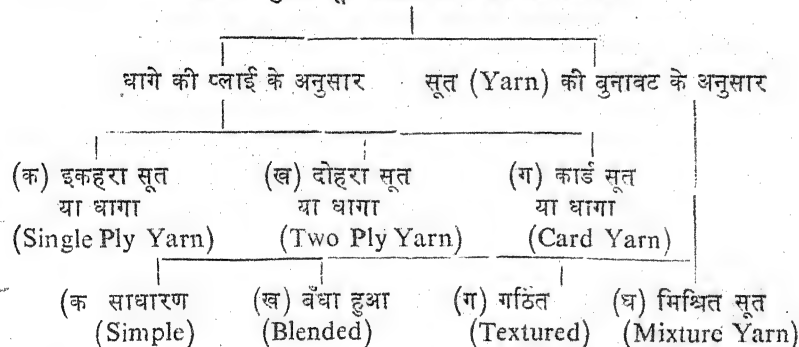 धागे की प्लाई के अनुसार सूत (Yarn) की बुनावट के अनुसार
(क) इकहरा सूत (ख) दोहरा सूत (ग) कार्ड सूत
या धागा या धागा या धागा
(Single Ply Yarn) (Two Ply Yarn) (Card Yarn)
(क साधारण (ख) बँधा हुआ (ग) गठित (घ) मिश्रित सूत
(Simple) (Blended) (Textured) (Mixture Yarn)